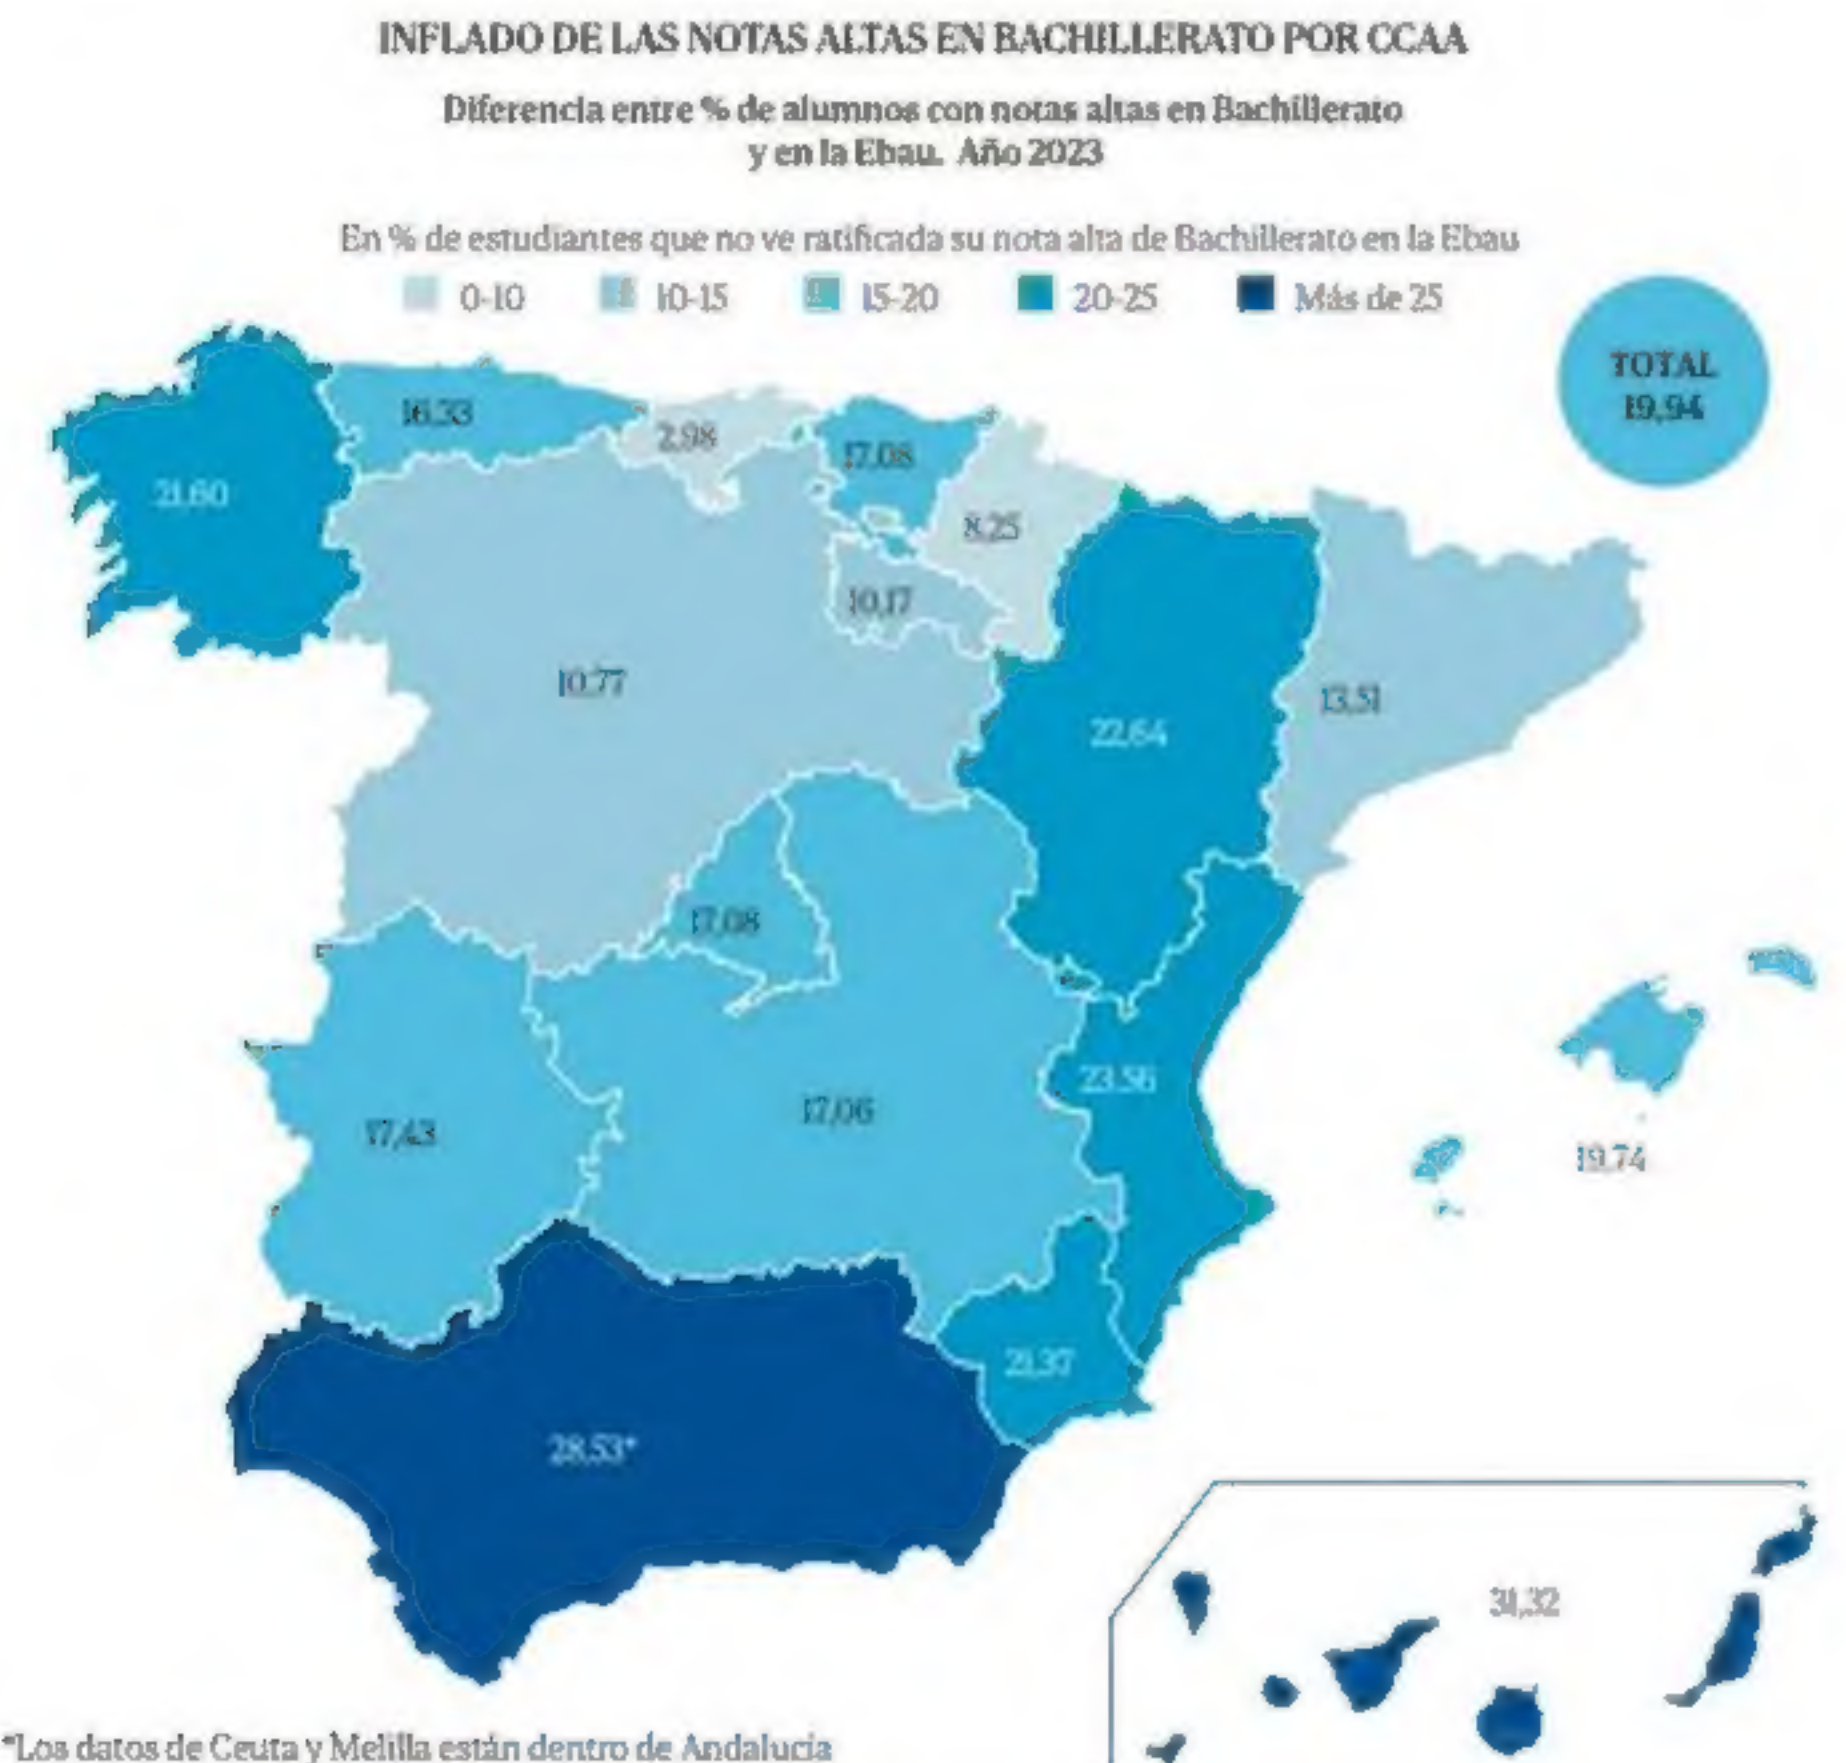 INFLADO DE LAS NOTAS ALTAS EN BACHILLERATO POR CCAA
Diferencia entre % de alumnos con notas altas en Bachillerato
y en la Ebau. Año 2023
En % de estudiantes que no ve ratificada su nota alta de Bachillerato en la Ebau
0-10 10-15 15-20 20-25 Más de 25
TOTAL
19,94
16,33
2,98
17,08
21,60
8,25
10,17
10,77
13,51
22,64
17,08
23,56
17,06
17,43
19,74
21,37
28,53*
31,32
*Los datos de Ceuta y Melilla están dentro de Andalucía